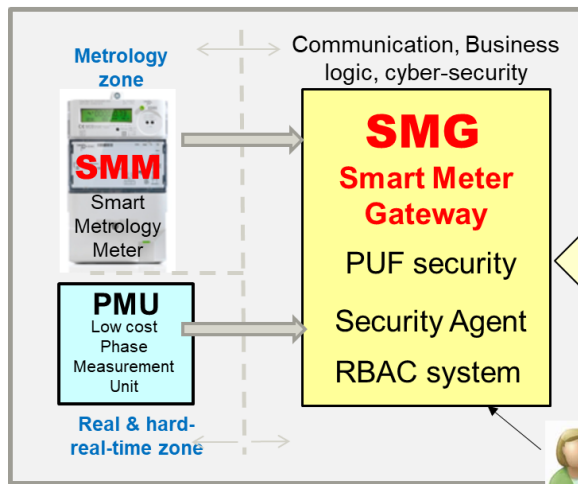 Metrology
zone
Communication, Business
logic, cyber-security
SMM
Smart
Metrology
Meter
SMG
Smart Meter
Gateway
PUF security
Security Agent
RBAC system
PMU
Low cost
Phase
Measurement
Unit
Real & hard-
real-time zone